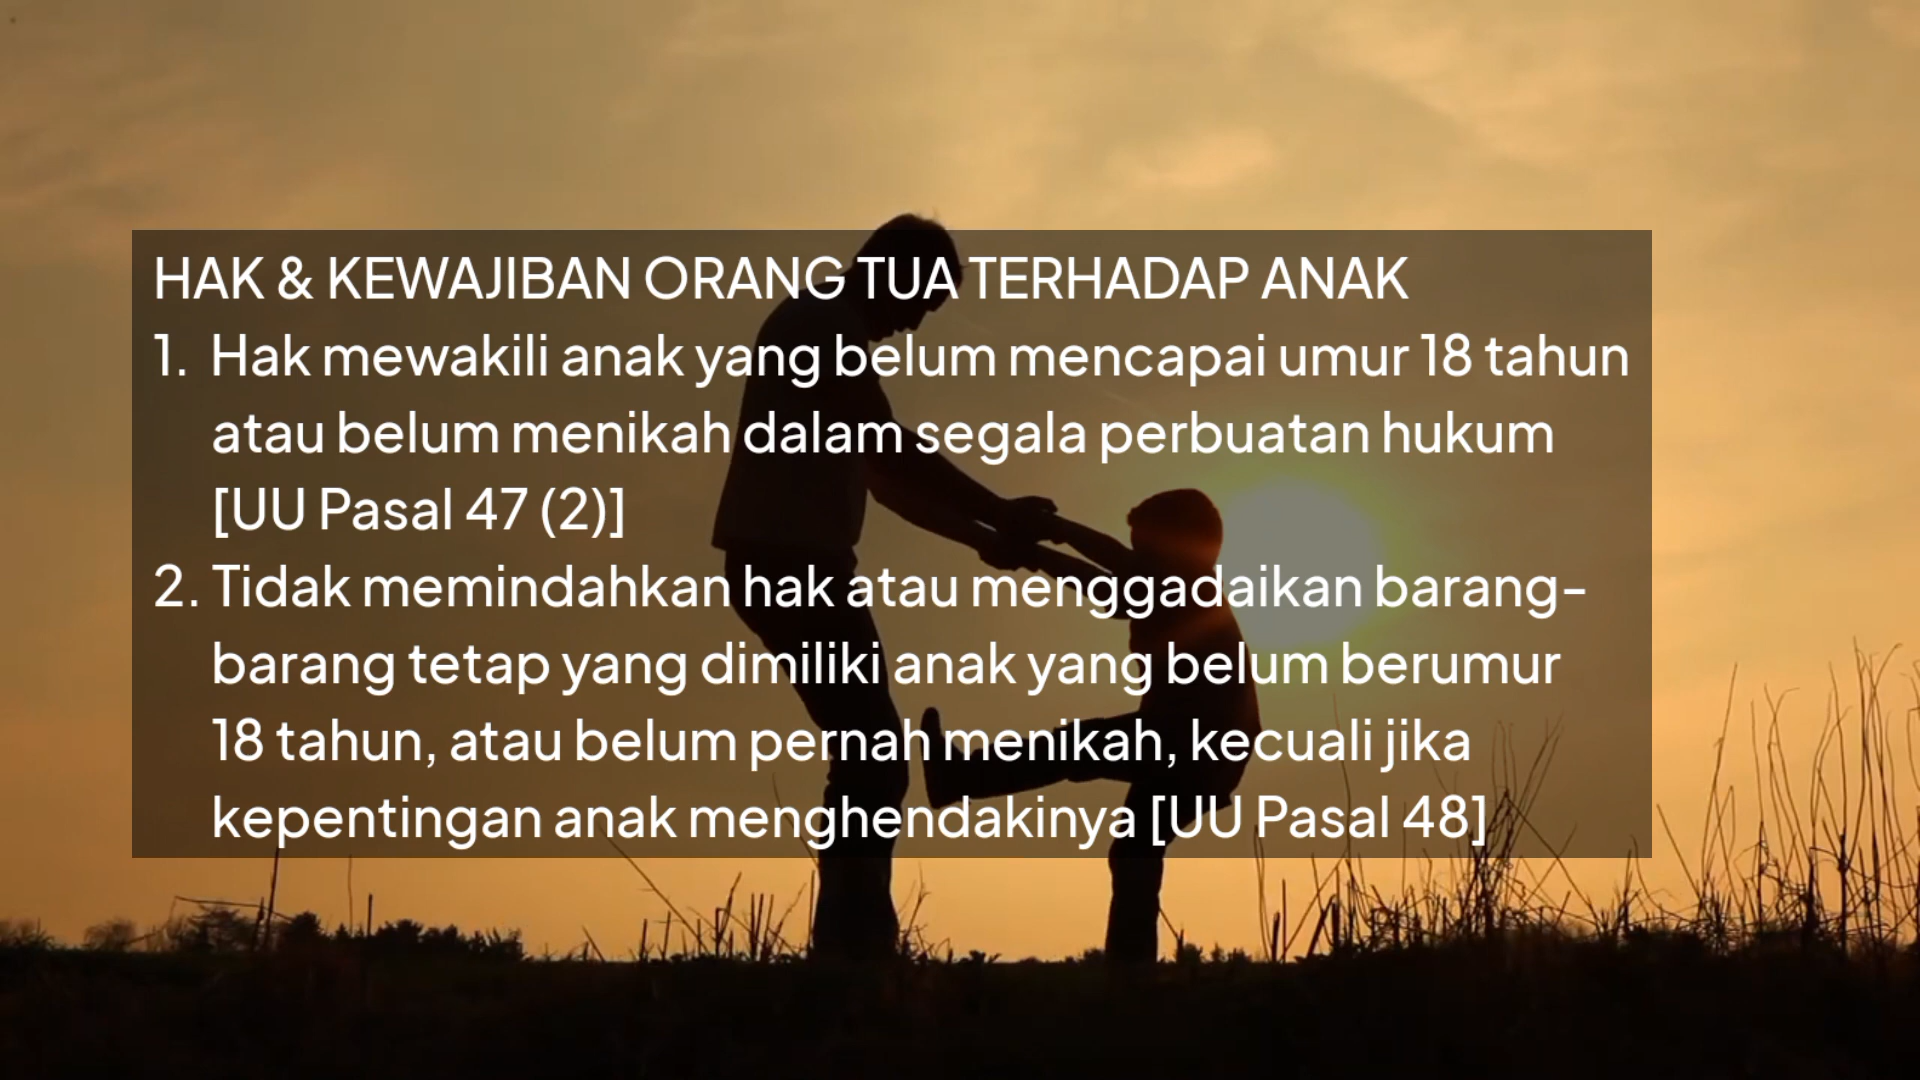 HAK & KEWAJIBAN ORANG TUA TERHADAP ANAK
1. Hak mewakili anak yang belum mencapai umur 18 tahun
atau belum menikah dalam segala perbuatan hukum
[UU Pasal 47 (2)]
2. Tidak memindahkan hak atau menggadaikan barang-
barang tetap yang dimiliki anak yang belum berumur
18 tahun, atau belum pernah menikah, kecuali jika
kepentingan anak menghendakinya [UU Pasal 48]